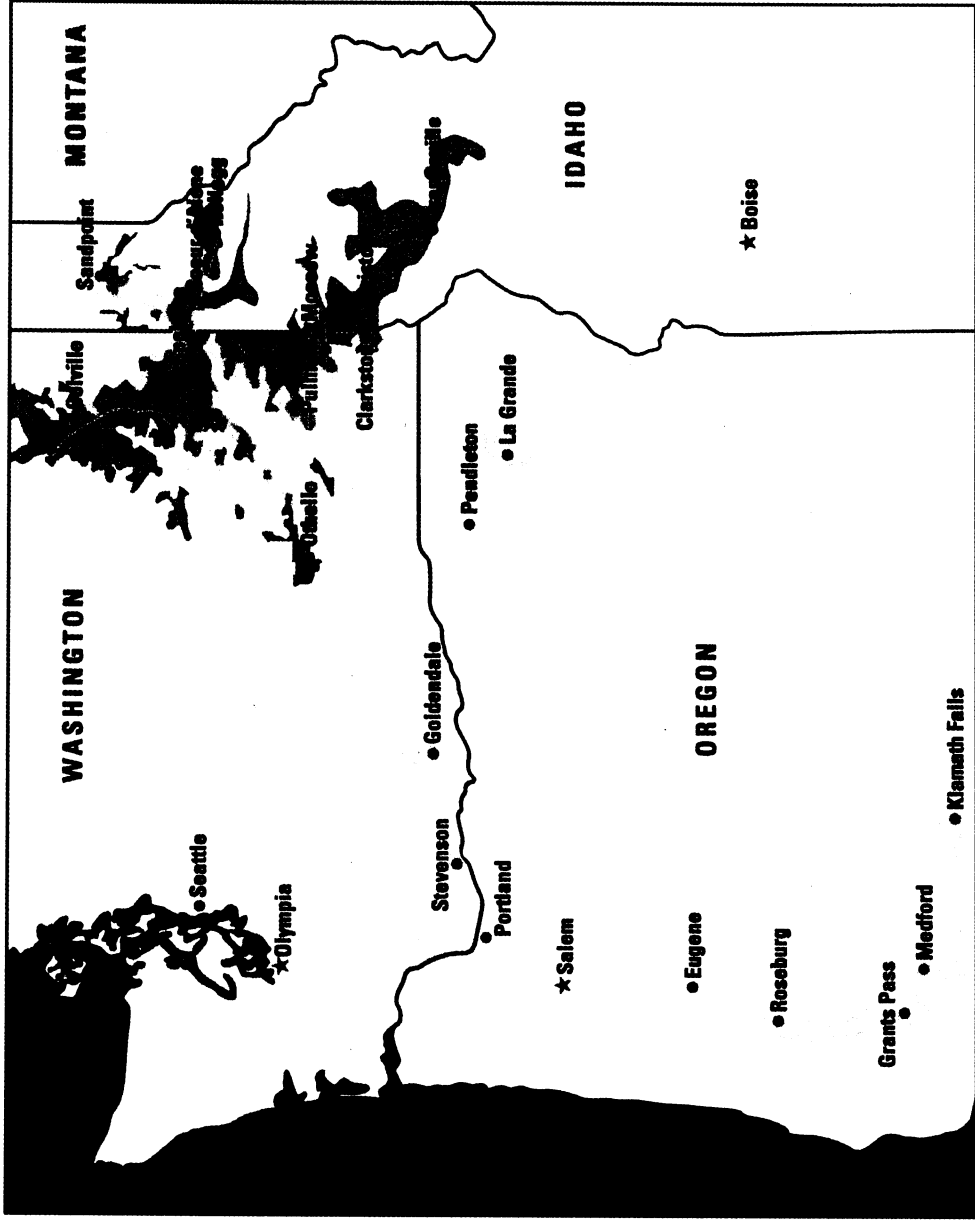 WASHINGTON
MONTANA
Sandpoint
Seattle
Olympia
Othello
Moscow
Clarkston
Goldendale
Stevenson
Portland
Pendleton
La Grande
IDAHO
Salem
OREGON
Boise
Eugene
Roseburg
Grants Pass
Medford
Klamath Falls